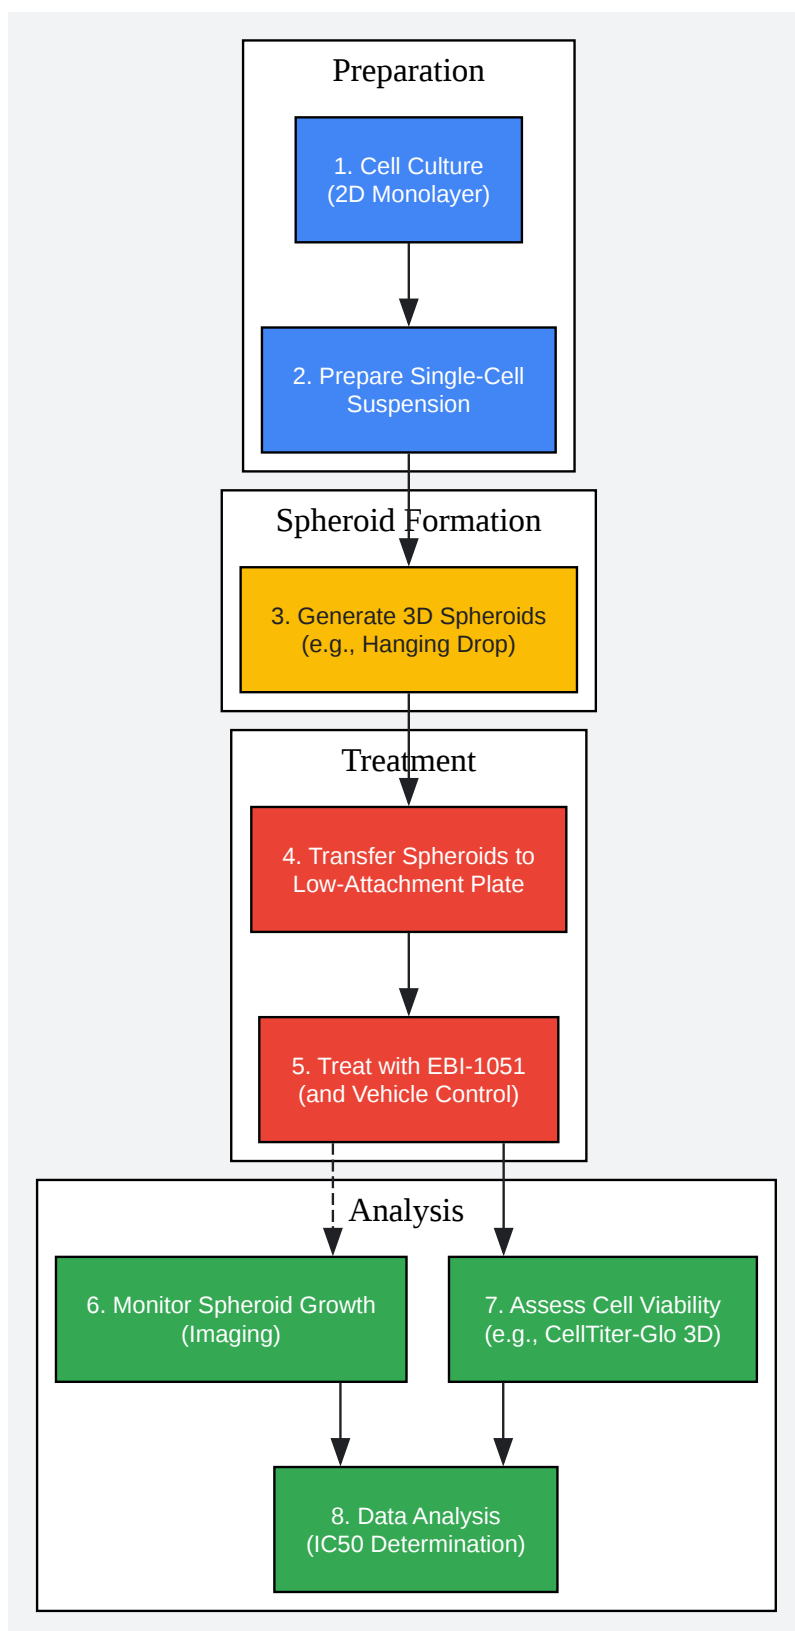 Preparation
1. Cell Culture
(2D Monolayer)
2. Prepare Single-Cell
Suspension
Spheroid Formation
3. Generate 3D Spheroids
(e.g., Hanging Drop)
Treatment
4. Transfer Spheroids to
Low-Attachment Plate
5. Treat with EBI-1051
(and Vehicle Control)
Analysis
6. Monitor Spheroid Growth
(Imaging)
7. Assess Cell Viability
(e.g., CellTiter-Glo 3D)
8. Data Analysis
(IC50 Determination)